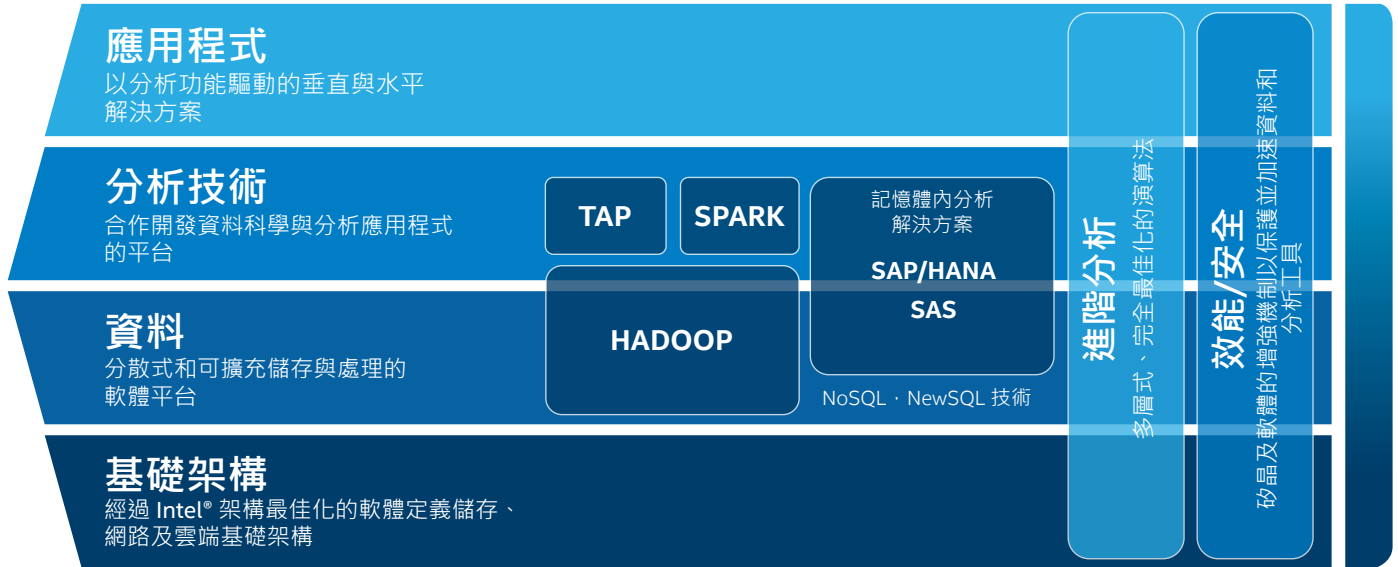 應用程式
以分析功能驅動的垂直與水平
解決方案
分析技術
合作開發資料科學與分析應用程式
的平台
TAP
SPARK
記憶體內分析
解決方案
SAP/HANA
SAS
資料
分散式和可擴充儲存與處理的
軟體平台
HADOOP
NoSQL，NewSQL 技術
基礎架構
經過 Intel® 架構最佳化的軟體定義儲存、
網路及雲端基礎架構
進階分析
多層式、完全最佳化的演算法
效能/安全
矽晶及軟體的增強機制以保護並加速資料和
分析工具